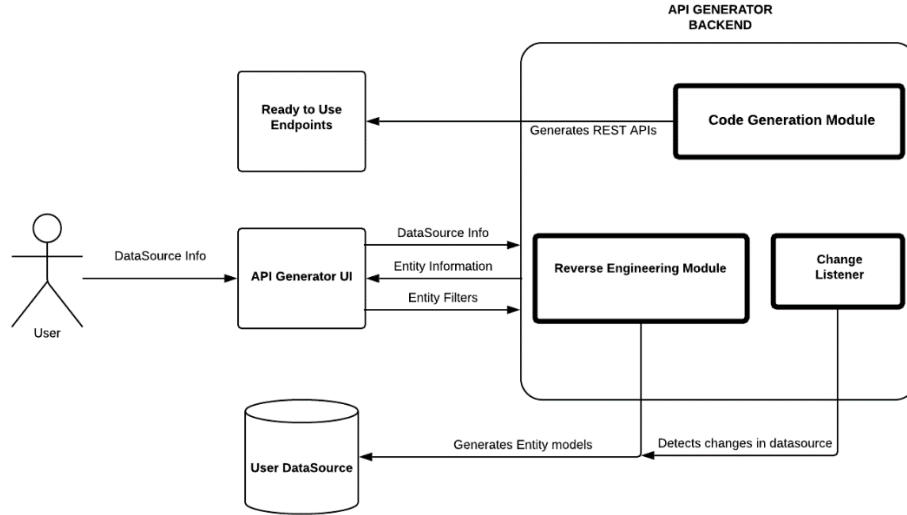 API GENERATOR
BACKEND
Ready to Use
Endpoints
Generates REST APIs
Code Generation Module
User
DataSource Info
API Generator UI
DataSource Info
Entity Information
Entity Filters
Reverse Engineering Module
Change
Listener
User DataSource
Generates Entity models
Detects changes in datasource